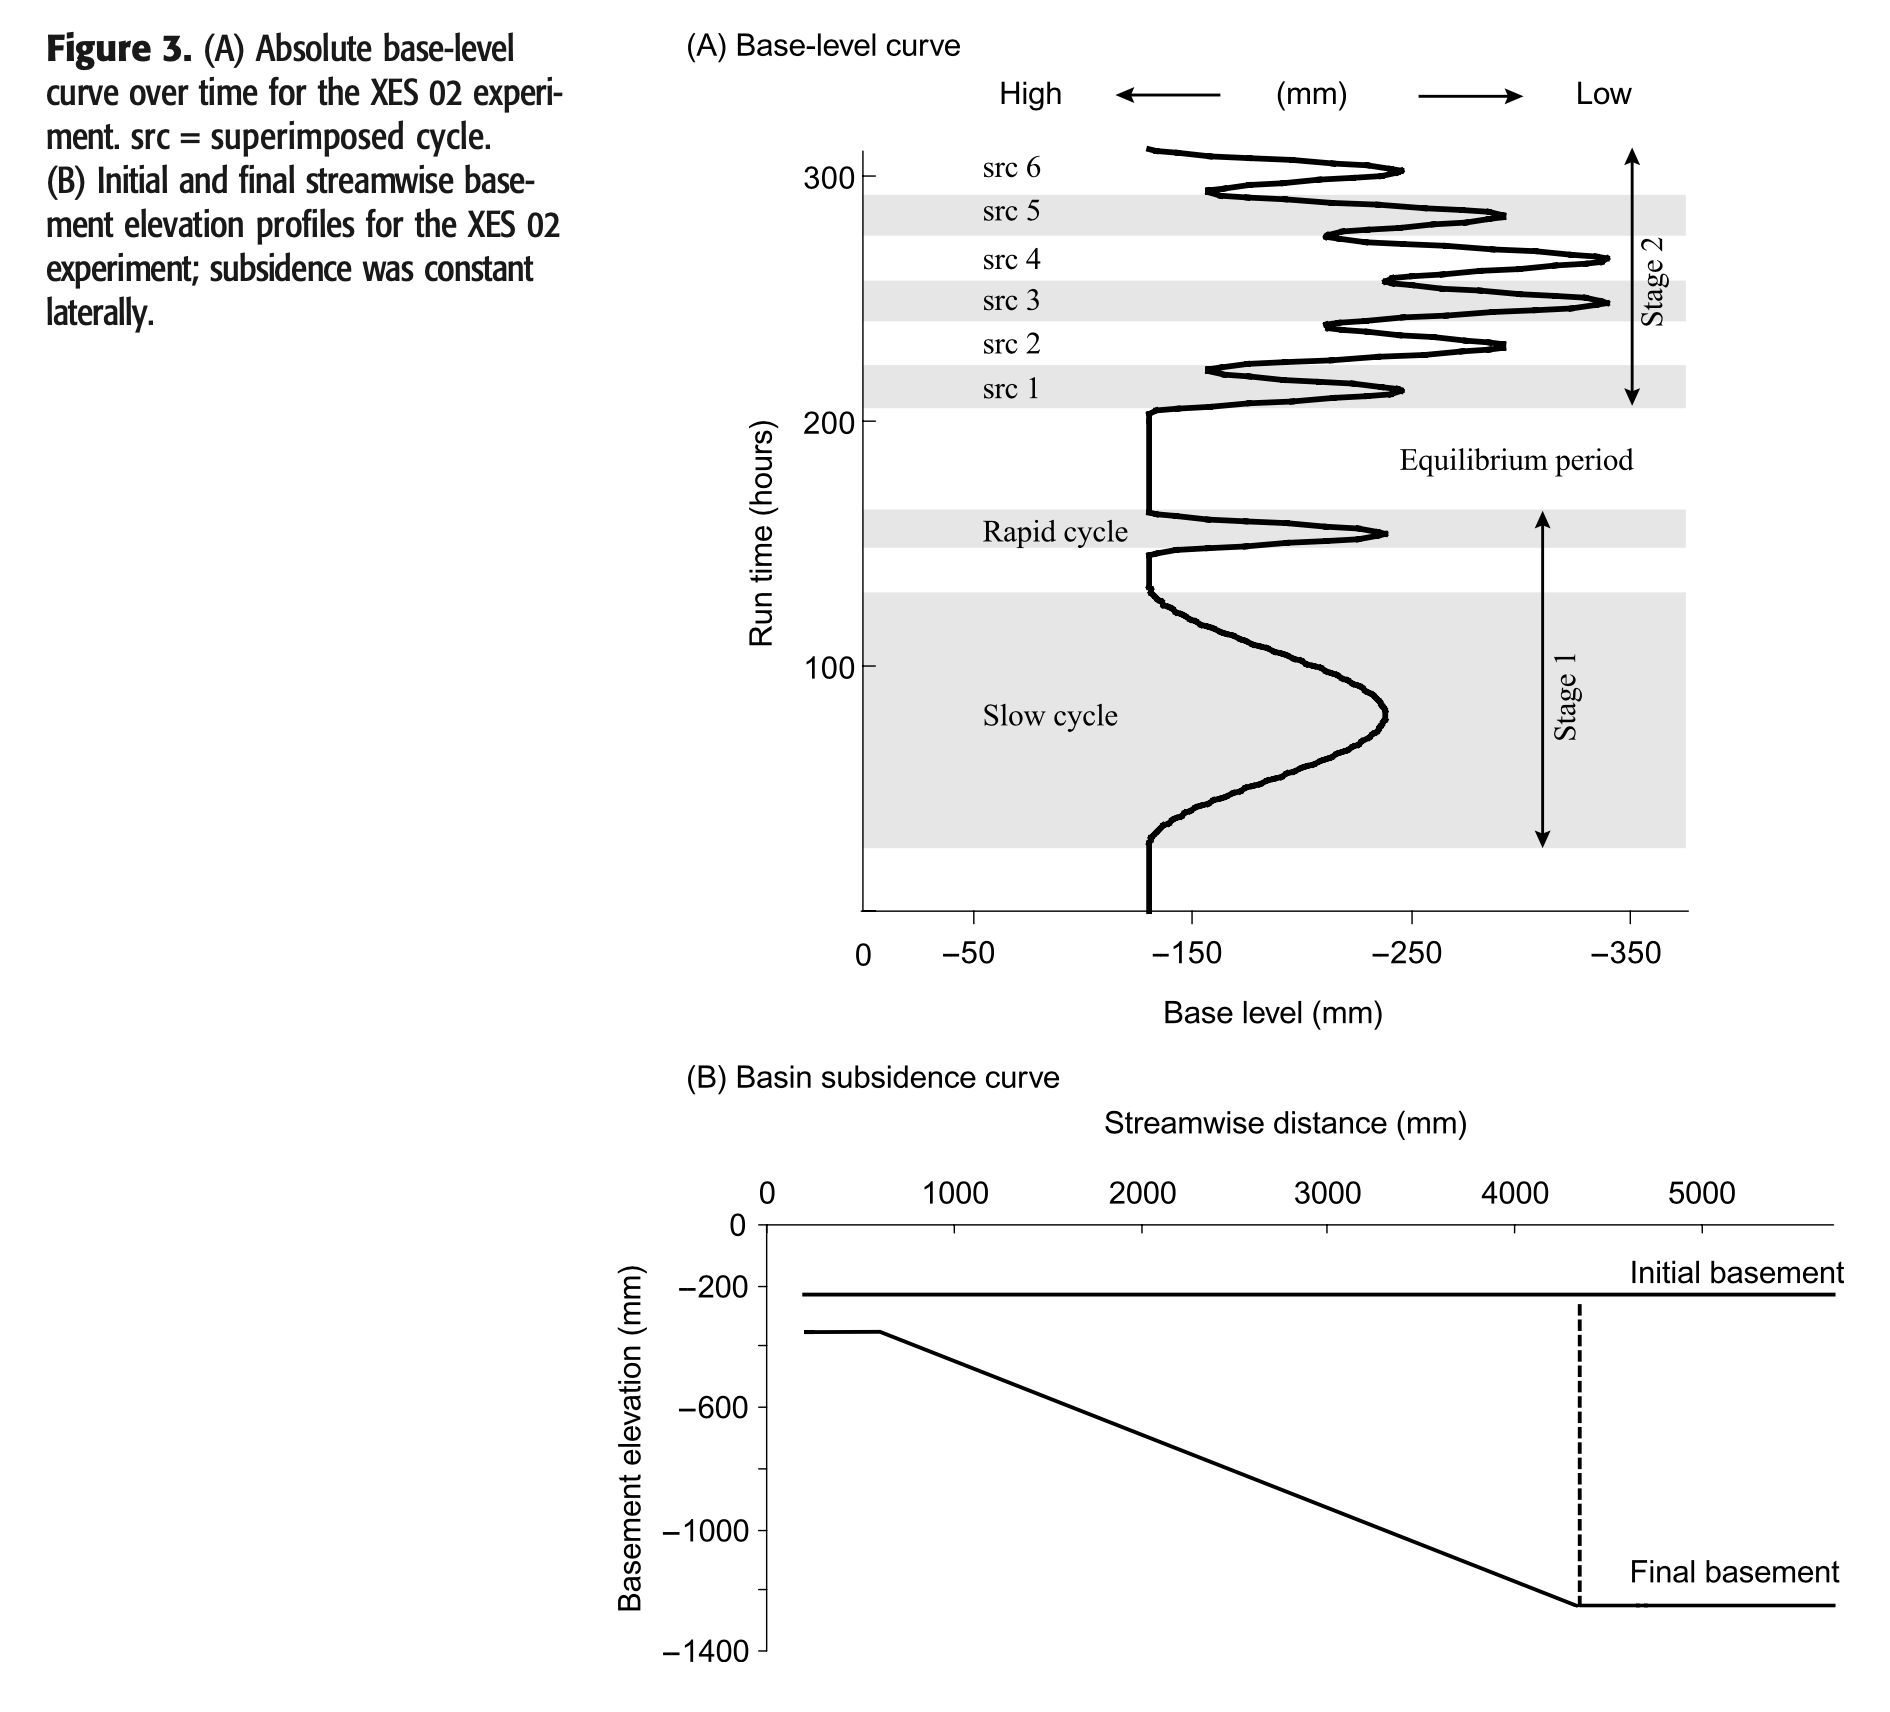 Figure 3. (A) Absolute base-level
curve over time for the XES 02 experi-
ment. src = superimposed cycle.
(B) Initial and final streamwise base-
ment elevation profiles for the XES 02
experiment; subsidence was constant
laterally.
(A) Base-level curve
High (mm) Low
src 6
300
src 5
src 4
src 3
src 2
src 1
Stage 2
200
Equilibrium period
Rapid cycle
Run time (hours)
100
Slow cycle
Stage 1
0 –50 –150 –250 –350
Base level (mm)
(B) Basin subsidence curve
Streamwise distance (mm)
0 1000 2000 3000 4000 5000
0
–200
–600
–1000
–1400
Basement elevation (mm)
Initial basement
Final basement